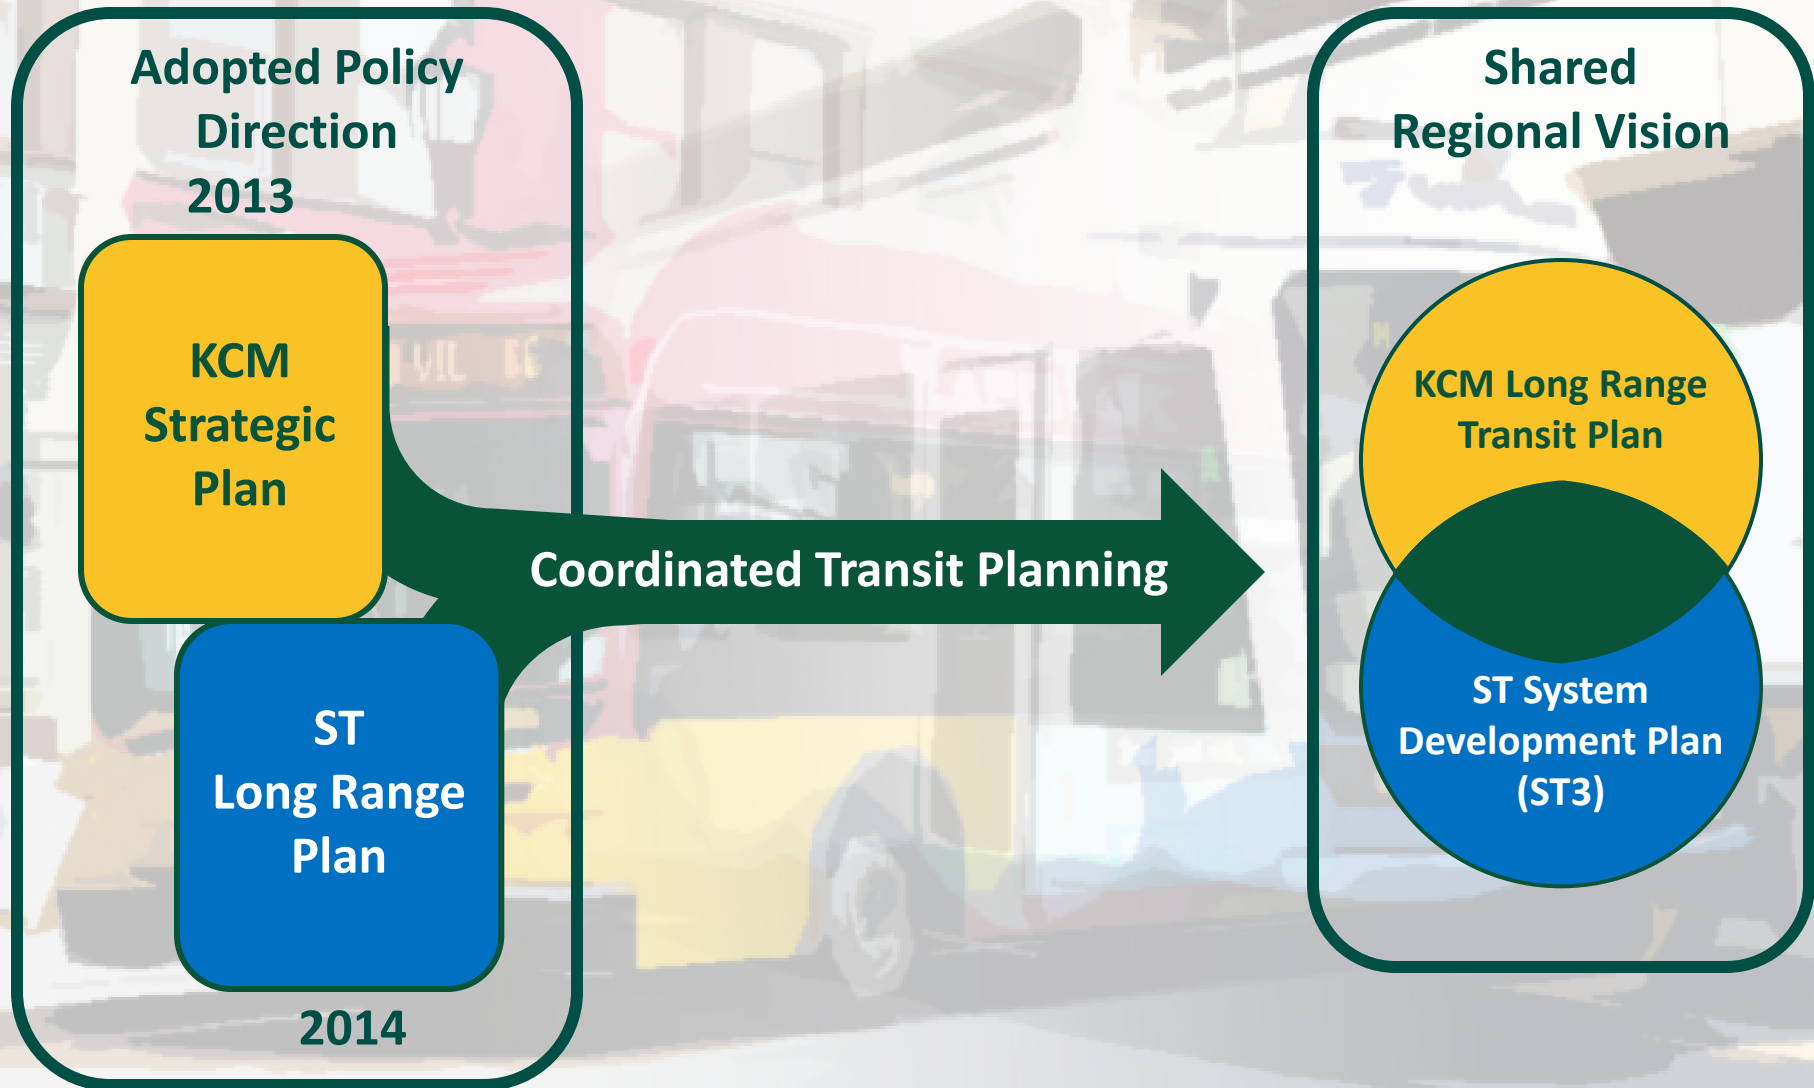 Adopted Policy
Direction
2013
KCM
Strategic
Plan
ST
Long Range
Plan
2014
Coordinated Transit Planning
Shared
Regional Vision
KCM Long Range
Transit Plan
ST System
Development Plan
(ST3)